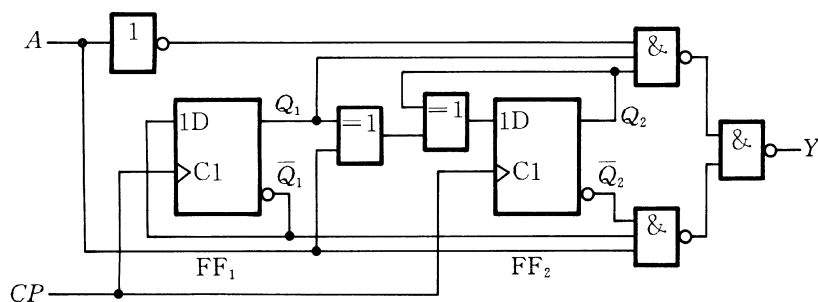 A
1
&
Q₁
=1
=1
1D
1D
Q₂
&
Y
Q̄₁
C1
Q̄₂
C1
&
FF₁
FF₂
CP